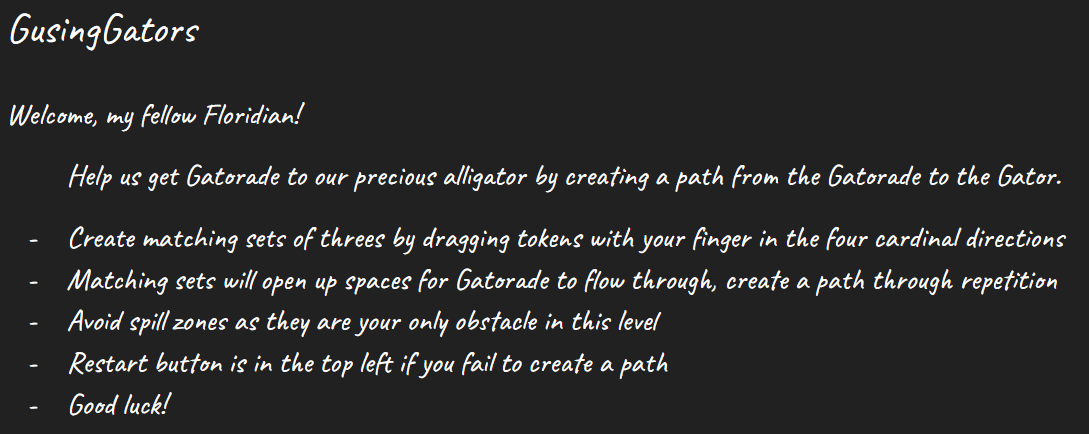 GusingGators
Welcome, my fellow Floridian!
Help us get Gatorade to our precious alligator by creating a path from the Gatorade to the Gator.
- Create matching sets of threes by dragging tokens with your finger in the four cardinal directions
- Matching sets will open up spaces for Gatorade to flow through, create a path through repetition
- Avoid spill zones as they are your only obstacle in this level
- Restart button is in the top left if you fail to create a path
- Good luck!